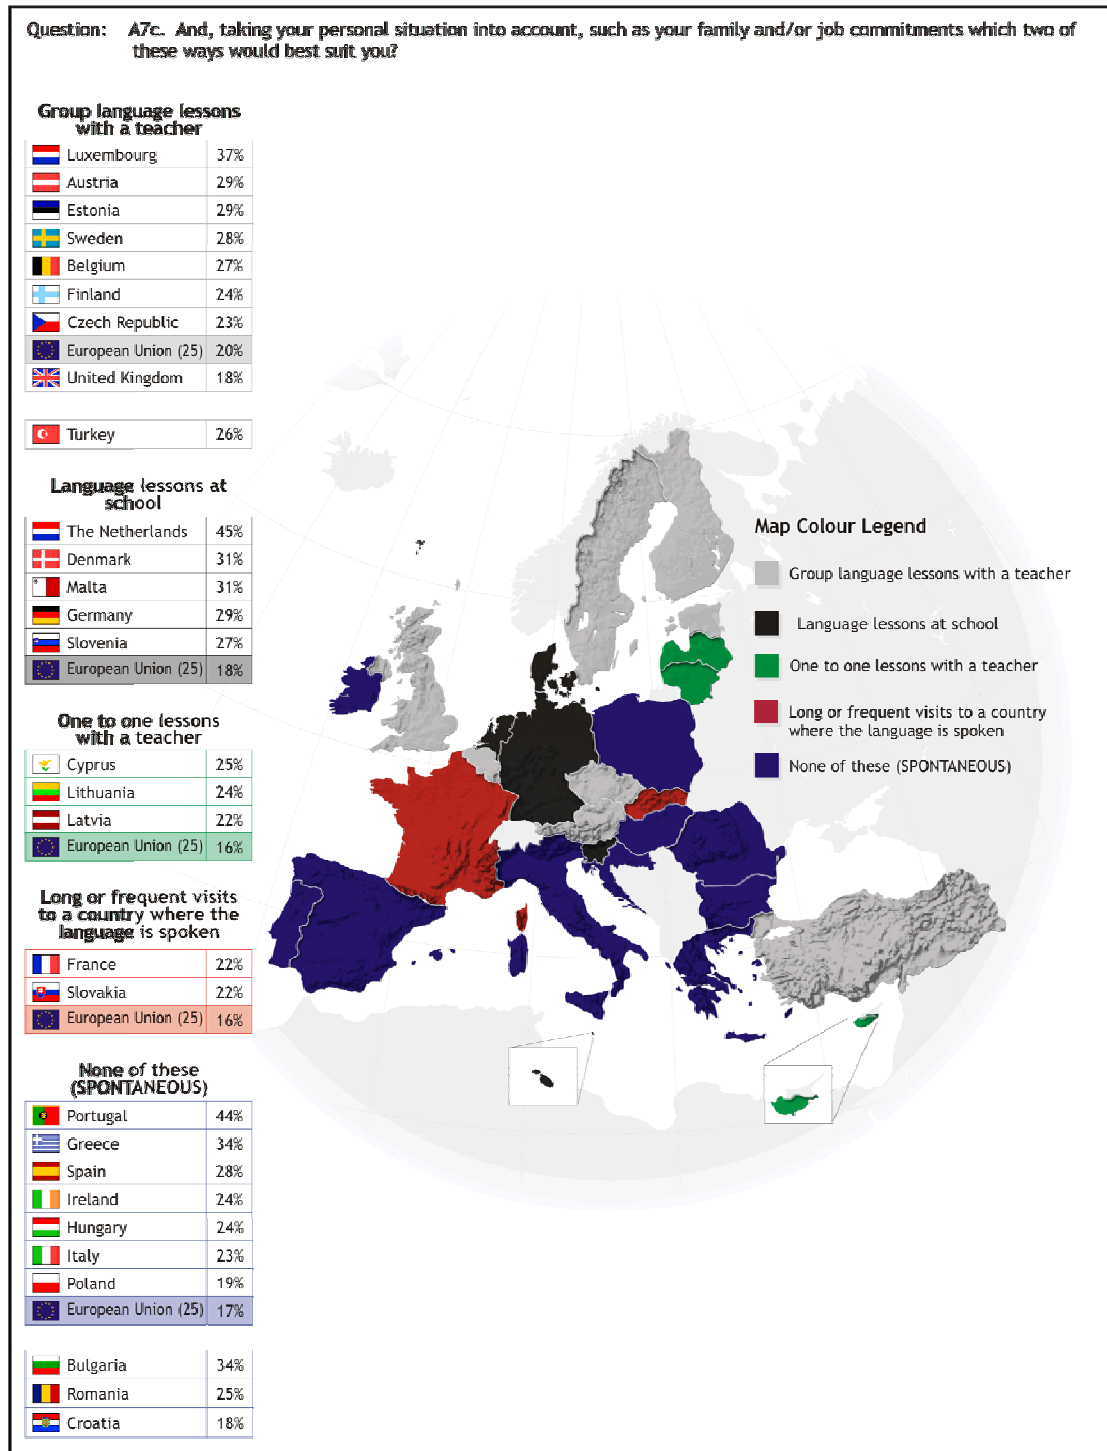 Question: A7c. And, taking your personal situation into account, such as your family and/or job commitments which two of
these ways would best suit you?
Group language lessons
with a teacher
Luxembourg 37%
Austria 29%
Estonia 29%
Sweden 28%
Belgium 27%
Finland 24%
Czech Republic 23%
European Union (25) 20%
United Kingdom 18%
Turkey 26%
Language lessons at
school
The Netherlands 45%
Denmark 31%
Malta 31%
Germany 29%
Slovenia 27%
European Union (25) 18%
One to one lessons
with a teacher
Cyprus 25%
Lithuania 24%
Latvia 22%
European Union (25) 16%
Long or frequent visits
to a country where the
language is spoken
France 22%
Slovakia 22%
European Union (25) 16%
None of these
(SPONTANEOUS)
Portugal 44%
Greece 34%
Spain 28%
Ireland 24%
Hungary 24%
Italy 23%
Poland 19%
European Union (25) 17%
Bulgaria 34%
Romania 25%
Croatia 18%
Map Colour Legend
Group language lessons with a teacher
Language lessons at school
One to one lessons with a teacher
Long or frequent visits to a country
where the language is spoken
None of these (SPONTANEOUS)